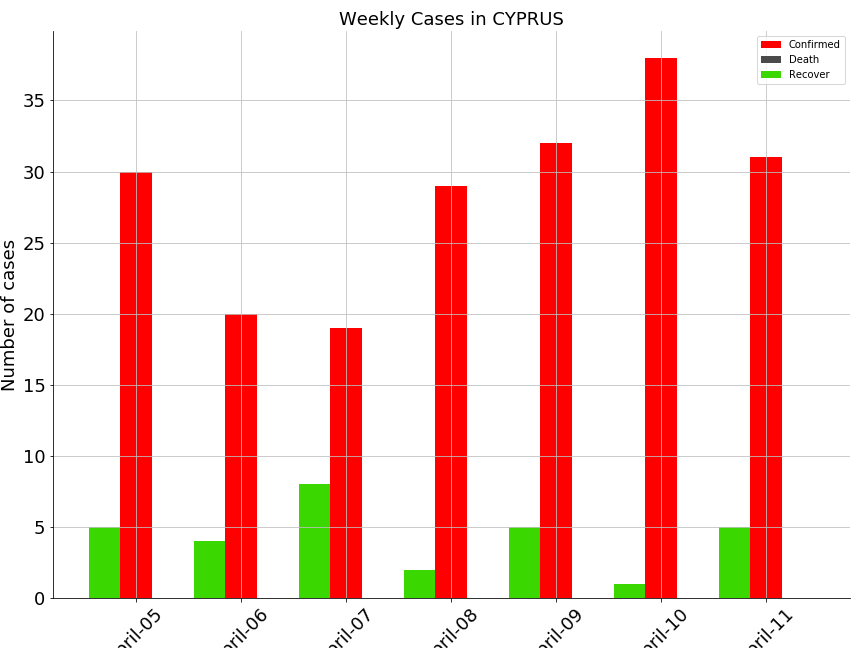 Weekly Cases in CYPRUS
Confirmed
Death
Recover
Number of cases
35
30
25
20
15
10
5
0
pril-05
pril-06
pril-07
pril-08
pril-09
pril-10
pril-11